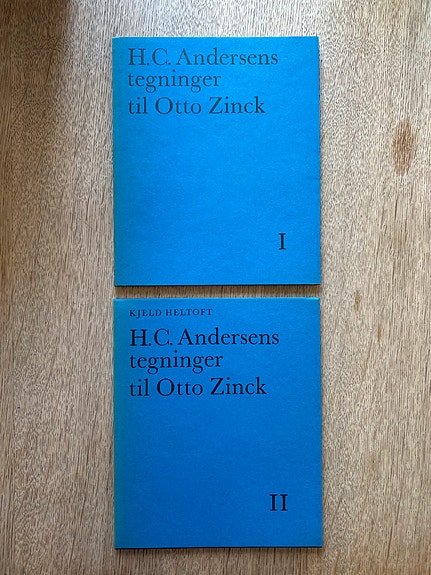 H.C. Andersens
tegninger
til Otto Zinck
I
KJELD HELTOFT
H.C. Andersens
tegninger
til Otto Zinck
II